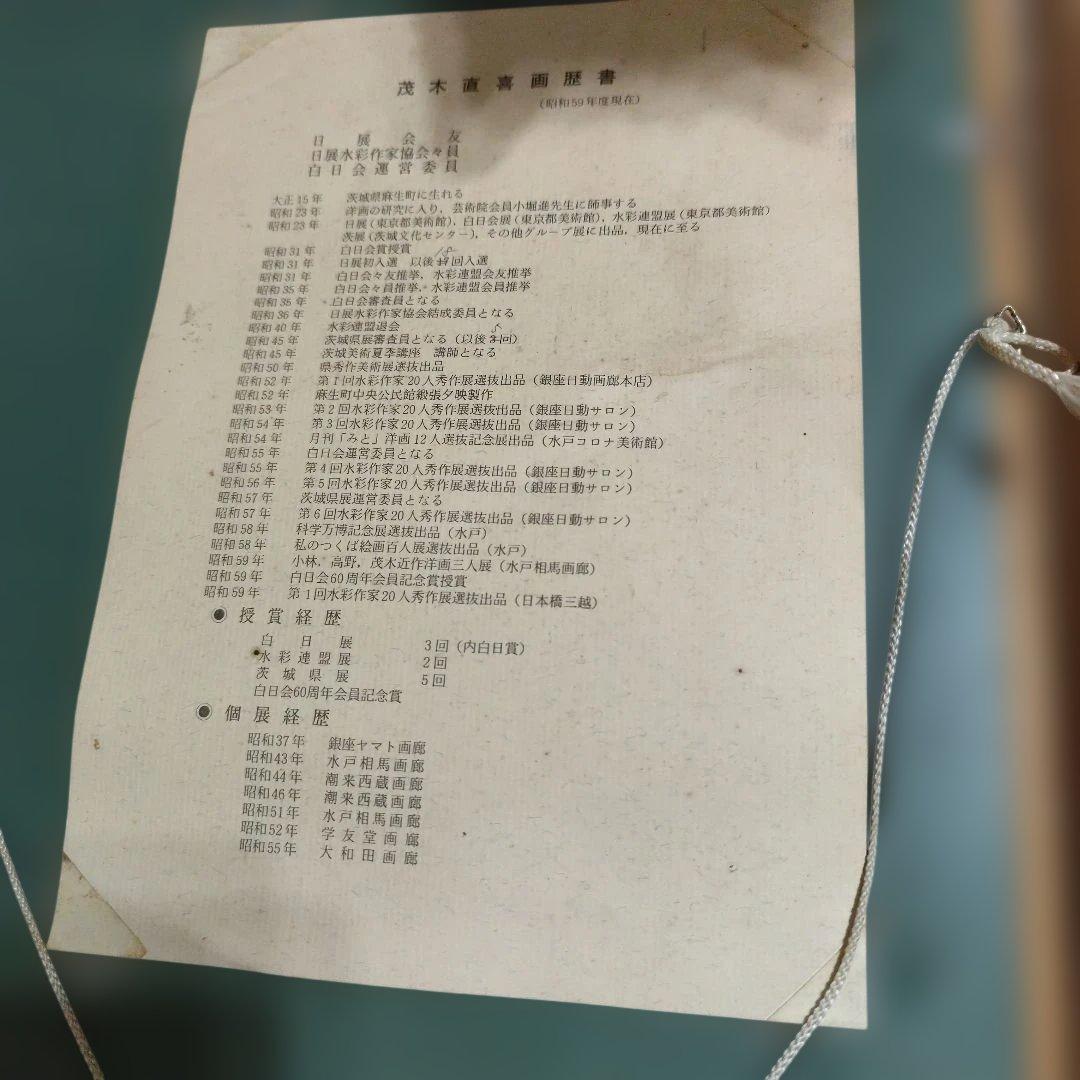 茂木直喜画歴書
（昭和59年度現在）
日展会友
日展水彩作家協会々員
白日会運営委員
大正15年 茨城県麻生町に生れる
昭和23年 洋画の研究に入り，芸術院会員小堀進先生に師事する
昭和23年 日展（東京都美術館），白日会展（東京都美術館），水彩連盟展（東京都美術館）
茨展（茨城文化センター），その他グループ展に出品，現在に至る
昭和31年 白日会賞授賞
昭和31年 日展初入選 以後回入選
昭和31年 白日会々友推挙，水彩連盟会友推挙
昭和35年 白日会々員推挙，水彩連盟会員推挙
昭和35年 白日会審査員となる
昭和36年 日展水彩作家協会結成委員となる
昭和40年 水彩連盟退会
昭和45年 茨城県展審査員となる（以後回）
昭和45年 茨城美術夏季講座 講師となる
昭和50年 県秀作美術展選抜出品
昭和52年 第1回水彩作家20人秀作展選抜出品（銀座日動画廊本店）
昭和52年 麻生町中央公民館緞張夕映製作
昭和53年 第2回水彩作家20人秀作展選抜出品（銀座日動サロン）
昭和54年 第3回水彩作家20人秀作展選抜出品（銀座日動サロン）
昭和54年 月刊「みと」洋画12人選抜記念展出品（水戸コロナ美術館）
昭和55年 白日会運営委員となる
昭和55年 第4回水彩作家20人秀作展選抜出品（銀座日動サロン）
昭和56年 第5回水彩作家20人秀作展選抜出品（銀座日動サロン）
昭和57年 茨城県展運営委員となる
昭和57年 第6回水彩作家20人秀作展選抜出品（銀座日動サロン）
昭和58年 科学万博記念展選抜出品（水戸）
昭和58年 私のつくば絵画百人展選抜出品（水戸）
昭和59年 小林，高野，茂木近作洋画三人展（水戸相馬画廊）
昭和59年 白日会60周年会員記念賞授賞
昭和59年 第1回水彩作家20人秀作展選抜出品（日本橋三越）
◉ 授賞経歴
白日展 3回（内白日賞）
水彩連盟展 2回
茨城県展 5回
白日会60周年会員記念賞
◉ 個展経歴
昭和37年 銀座ヤマト画廊
昭和43年 水戸相馬画廊
昭和44年 潮来西蔵画廊
昭和46年 潮来西蔵画廊
昭和51年 水戸相馬画廊
昭和52年 学友堂画廊
昭和55年 大和田画廊